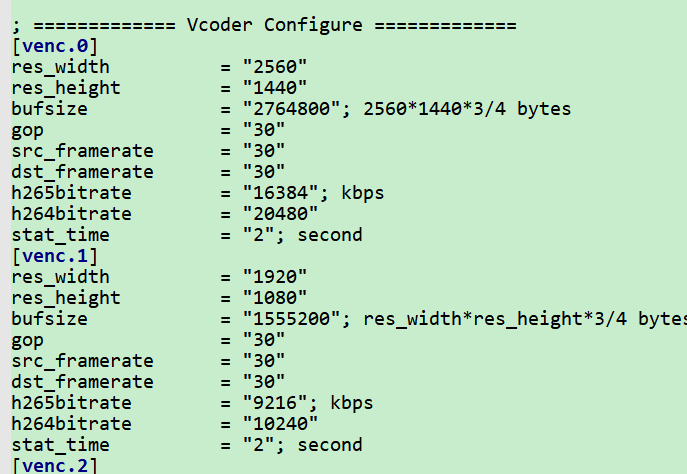 ; ============= Vcoder Configure =============
[venc.0]
res_width = "2560"
res_height = "1440"
bufsize = "2764800"; 2560*1440*3/4 bytes
gop = "30"
src_framerate = "30"
dst_framerate = "30"
h265bitrate = "16384"; kbps
h264bitrate = "20480"
stat_time = "2"; second
[venc.1]
res_width = "1920"
res_height = "1080"
bufsize = "1555200"; res_width*res_height*3/4 bytes
gop = "30"
src_framerate = "30"
dst_framerate = "30"
h265bitrate = "9216"; kbps
h264bitrate = "10240"
stat_time = "2"; second
[venc.2]